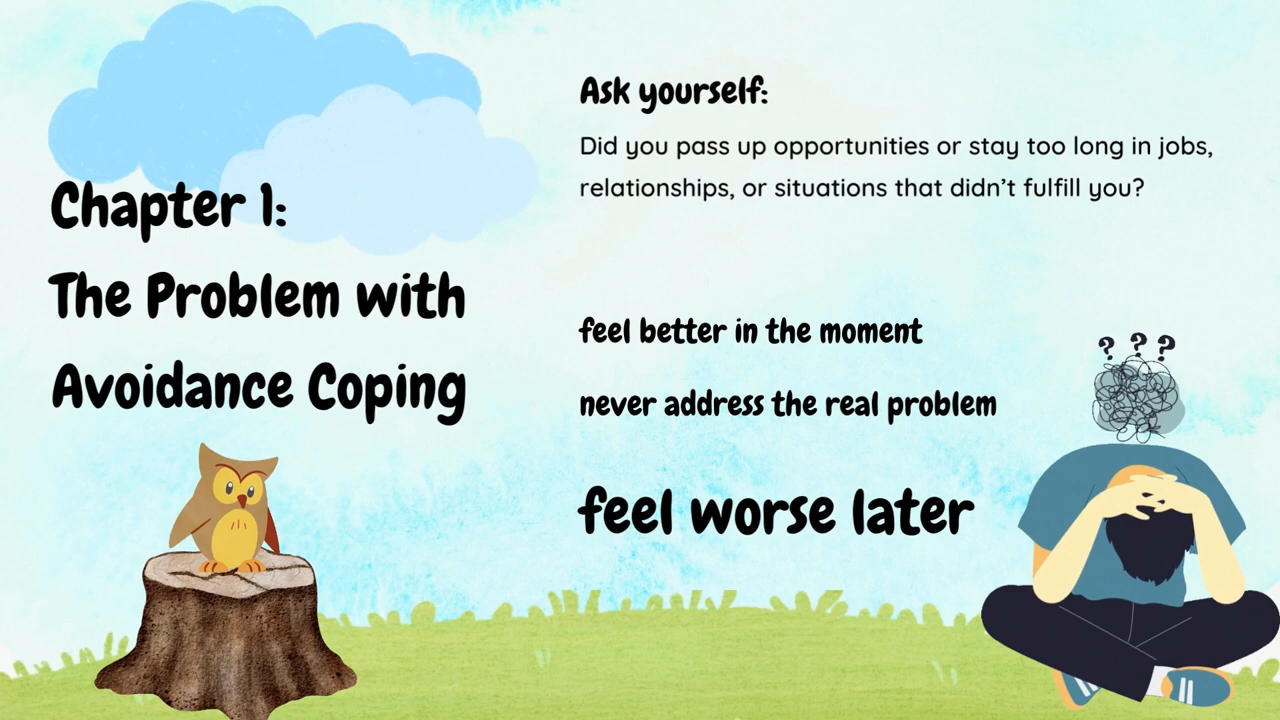 Chapter 1:
The Problem with
Avoidance Coping
Ask yourself:
Did you pass up opportunities or stay too long in jobs,
relationships, or situations that didn’t fulfill you?
feel better in the moment
never address the real problem
feel worse later
? ? ?